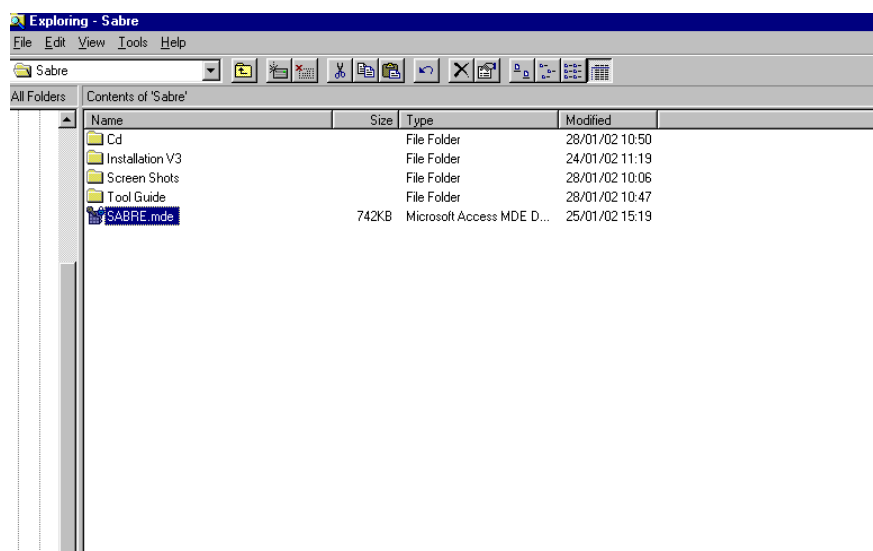 Exploring - Sabre
File Edit View Tools Help
Sabre
All Folders Contents of 'Sabre'
Name Size Type Modified
Cd File Folder 28/01/02 10:50
Installation V3 File Folder 24/01/02 11:19
Screen Shots File Folder 28/01/02 10:06
Tool Guide File Folder 28/01/02 10:47
SABRE.mde 742KB Microsoft Access MDE D... 25/01/02 15:19